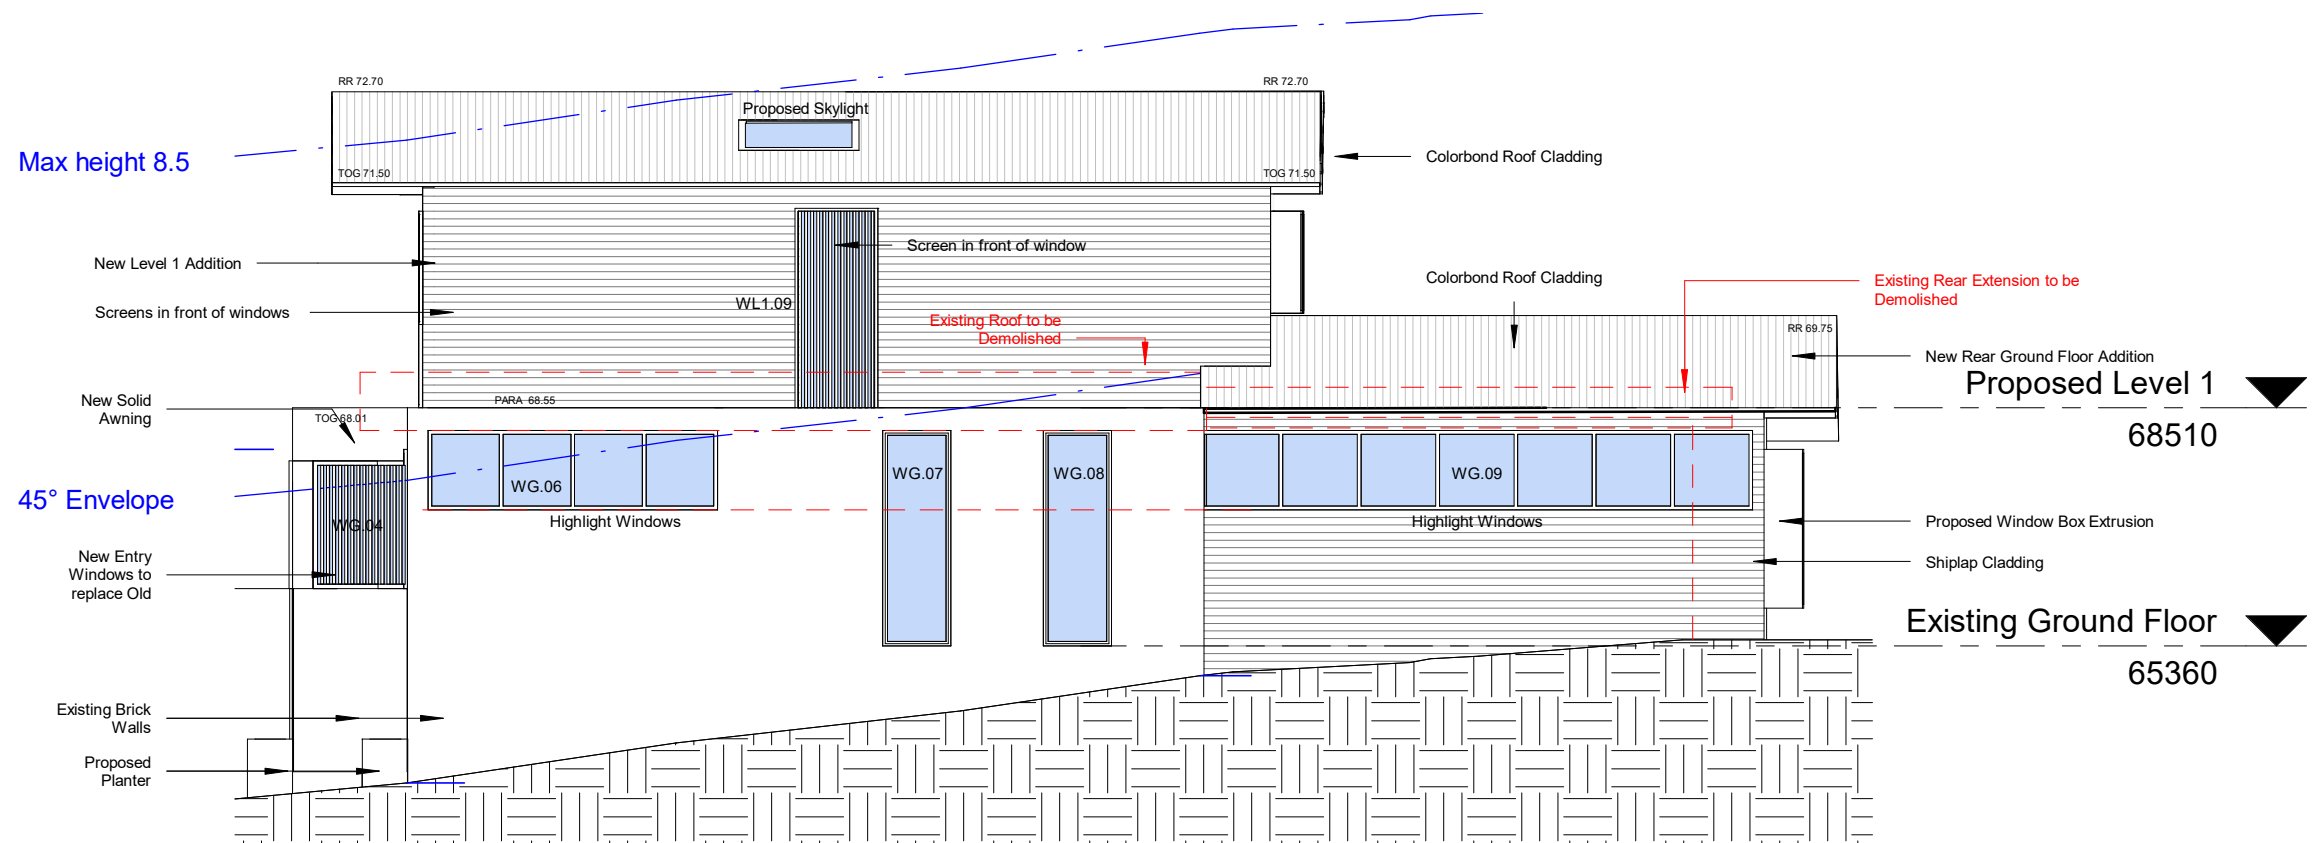 RR 72.70
RR 72.70
Proposed Skylight
Max height 8.5
Colorbond Roof Cladding
TOG 71.50
TOG 71.50
Screen in front of window
New Level 1 Addition
Colorbond Roof Cladding
Existing Rear Extension to be
Demolished
WL1.09
Screens in front of windows
Existing Roof to be
Demolished
RR 69.75
New Rear Ground Floor Addition
Proposed Level 1
68510
New Solid
Awning
PARA 68.55
TOG 68.01
WG.07
WG.08
WG.09
WG.06
45° Envelope
WG.04
Highlight Windows
Highlight Windows
Proposed Window Box Extrusion
New Entry
Windows to
replace Old
Shiplap Cladding
Existing Ground Floor
65360
Existing Brick
Walls
Proposed
Planter